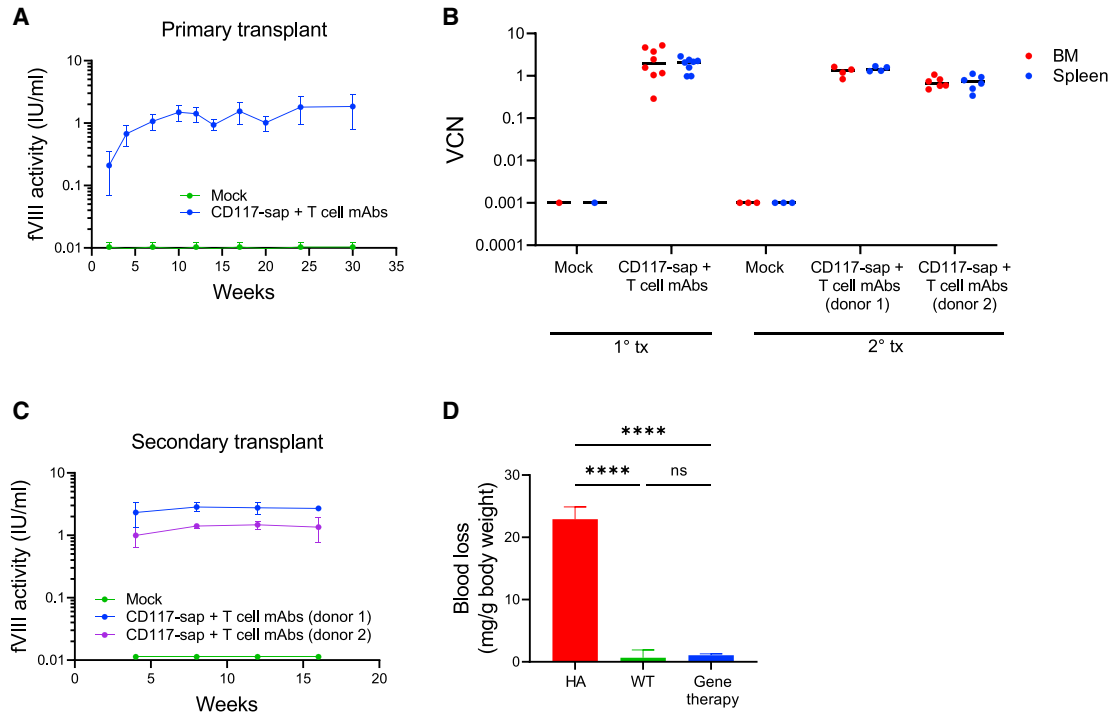 A
Primary transplant
fVIII activity (IU/ml)
10
1
0.1
0.01
Mock
CD117-sap + T cell mAbs
0 5 10 15 20 25 30 35
Weeks
B
VCN
10
1
0.1
0.01
0.001
0.0001
BM
Spleen
Mock
CD117-sap +
T cell mAbs
Mock
CD117-sap +
T cell mAbs
(donor 1)
CD117-sap +
T cell mAbs
(donor 2)
1° tx
2° tx
C
Secondary transplant
fVIII activity (IU/ml)
10
1
0.1
0.01
Mock
CD117-sap + T cell mAbs (donor 1)
CD117-sap + T cell mAbs (donor 2)
0 5 10 15 20
Weeks
D
****
**** ns
Blood loss
(mg/g body weight)
30
20
10
0
HA
WT
Gene
therapy